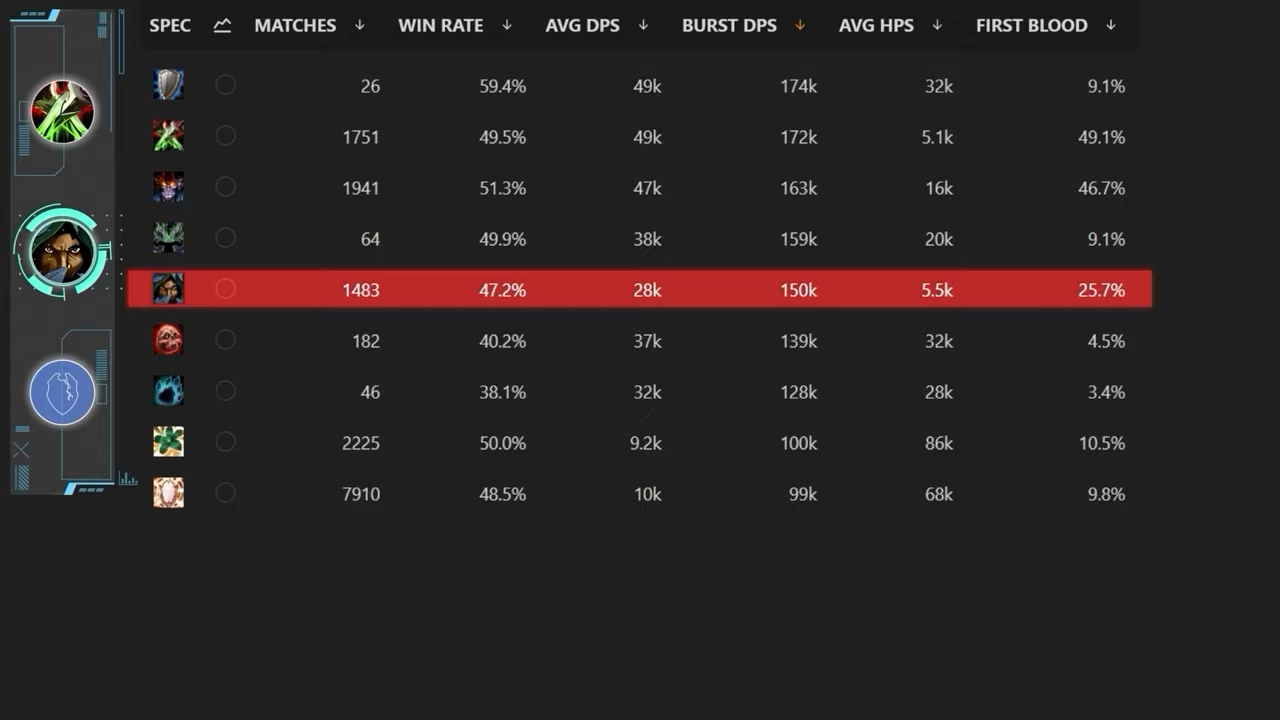 SPEC MATCHES WIN RATE AVG DPS BURST DPS AVG HPS FIRST BLOOD
26 59.4% 49k 174k 32k 9.1%
1751 49.5% 49k 172k 5.1k 49.1%
1941 51.3% 47k 163k 16k 46.7%
64 49.9% 38k 159k 20k 9.1%
1483 47.2% 28k 150k 5.5k 25.7%
182 40.2% 37k 139k 32k 4.5%
46 38.1% 32k 128k 28k 3.4%
2225 50.0% 9.2k 100k 86k 10.5%
7910 48.5% 10k 99k 68k 9.8%